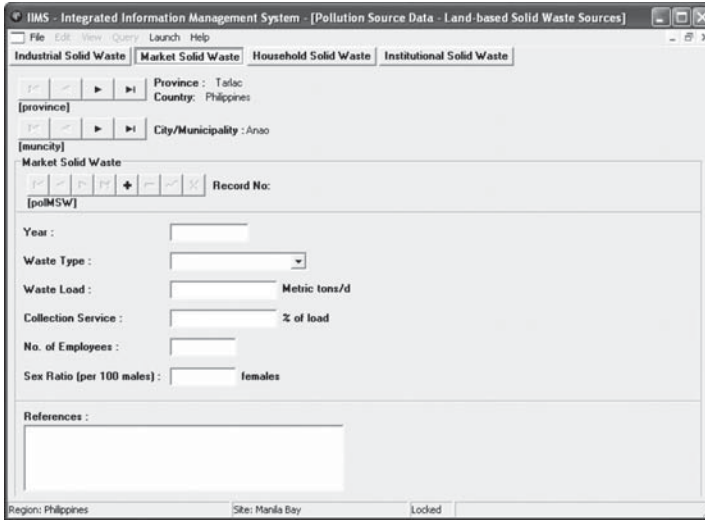 IIMS - Integrated Information Management System - [Pollution Source Data - Land-based Solid Waste Sources]
File Edit View Query Launch Help
Industrial Solid Waste Market Solid Waste Household Solid Waste Institutional Solid Waste
Province : Tarlac
Country: Philippines
[province]
City/Municipality : Anao
[muncity]
Market Solid Waste
Record No:
[polMSW]
Year :
Waste Type :
Waste Load : Metric tons/d
Collection Service : % of load
No. of Employees :
Sex Ratio (per 100 males) : females
References :
Region: Philippines Site: Manila Bay Locked